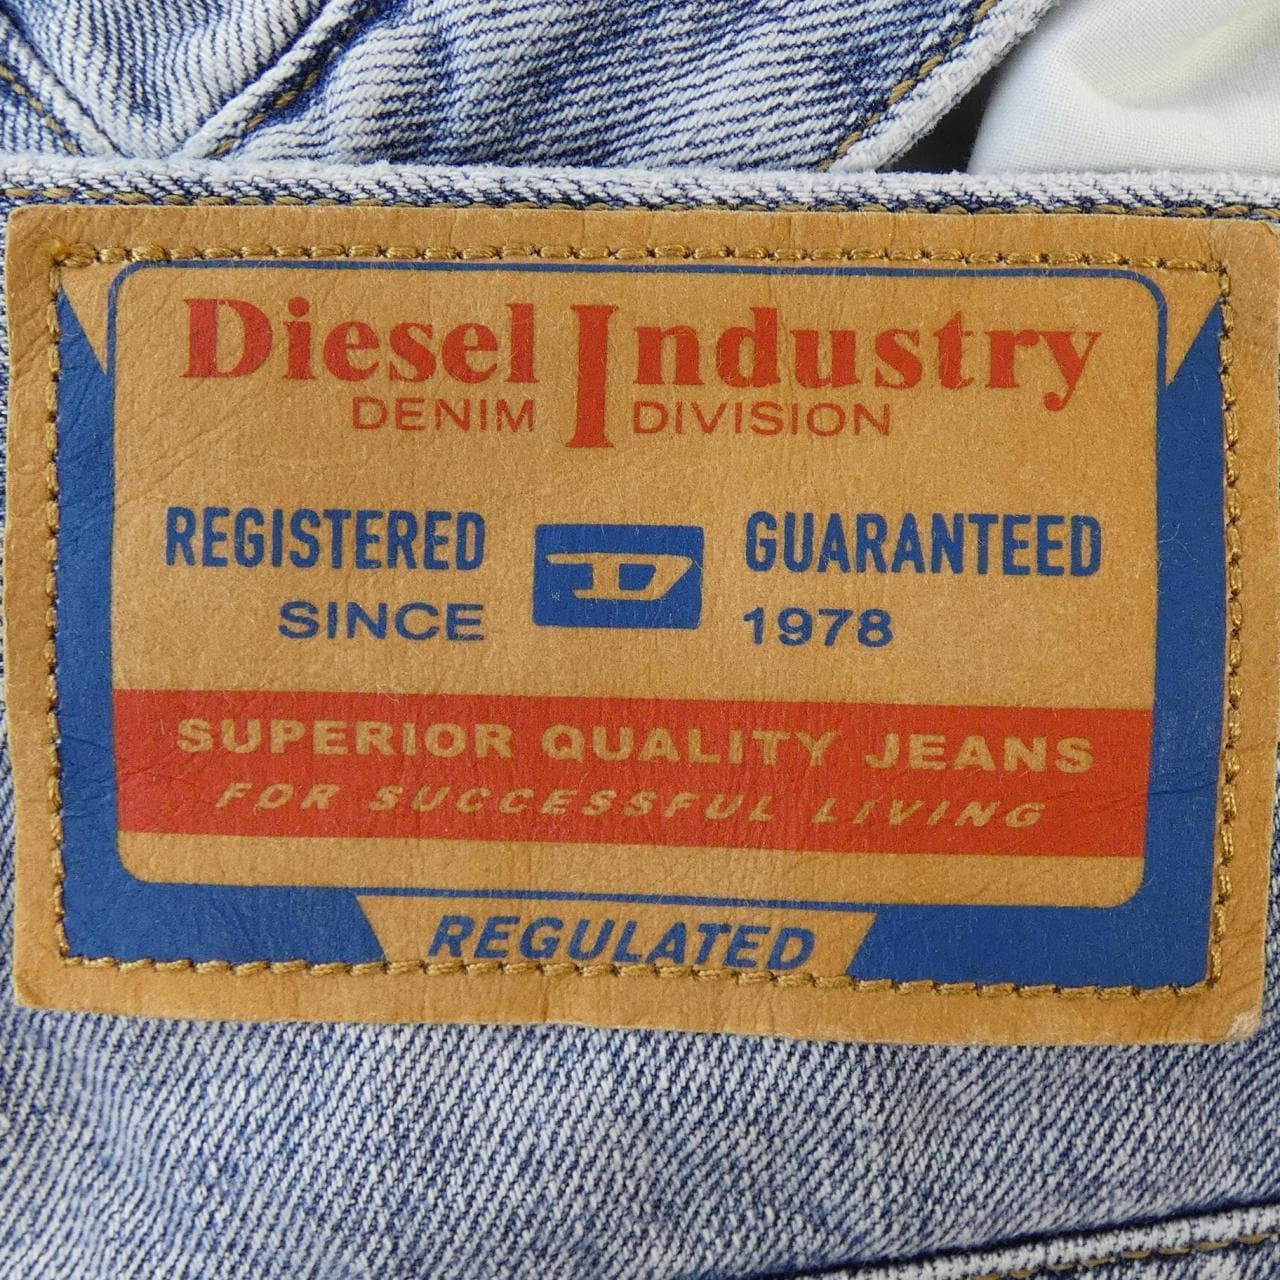 Diesel Industry
DENIM DIVISION
REGISTERED D GUARANTEED
SINCE 1978
SUPERIOR QUALITY JEANS
FOR SUCCESSFUL LIVING
REGULATED